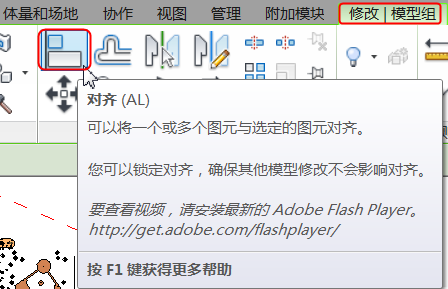 体量和场地 协作 视图 管理 附加模块 修改 | 模型组
对齐 (AL)
可以将一个或多个图元与选定的图元对齐。
您可以锁定对齐，确保其他模型修改不会影响对齐。
要查看视频，请安装最新的 Adobe Flash Player。
http://get.adobe.com/flashplayer/
按 F1 键获得更多帮助